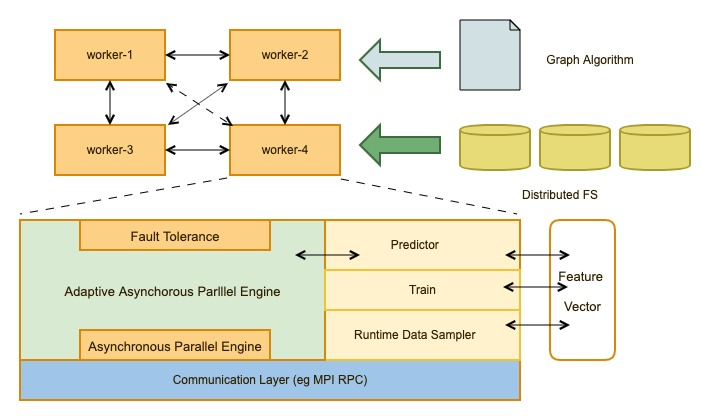 worker-1
worker-2
Graph Algorithm
worker-3
worker-4
Distributed FS
Fault Tolerance
Predictor
Feature
Adaptive Asynchorous Parlllel Engine
Train
Vector
Runtime Data Sampler
Asynchronous Parallel Engine
Communication Layer (eg MPI RPC)